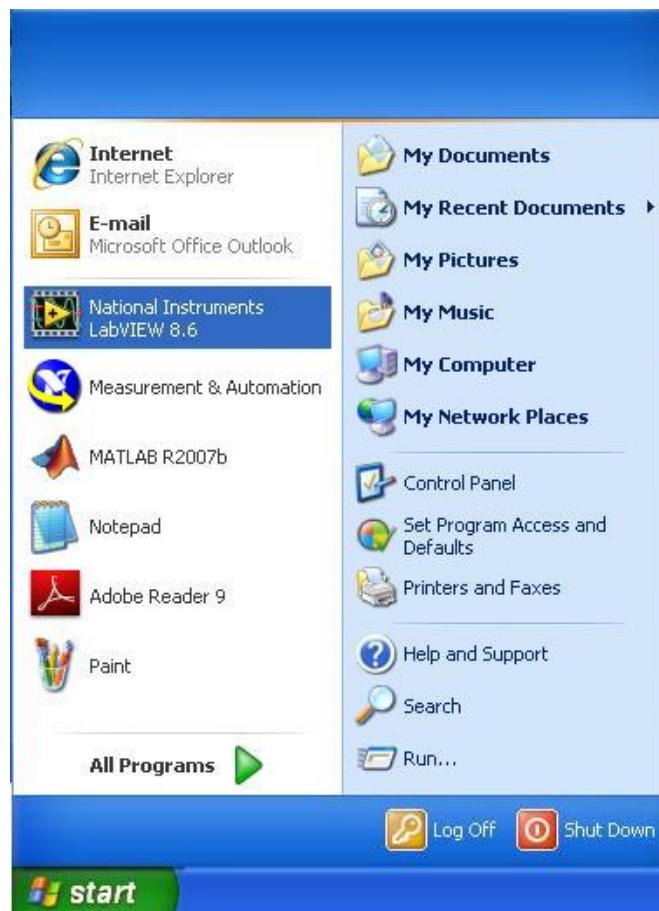 Internet
Internet Explorer
E-mail
Microsoft Office Outlook
National Instruments
LabVIEW 8.6
Measurement & Automation
MATLAB R2007b
Notepad
Adobe Reader 9
Paint
All Programs
My Documents
My Recent Documents
My Pictures
My Music
My Computer
My Network Places
Control Panel
Set Program Access and
Defaults
Printers and Faxes
Help and Support
Search
Run...
Log Off
Shut Down
start